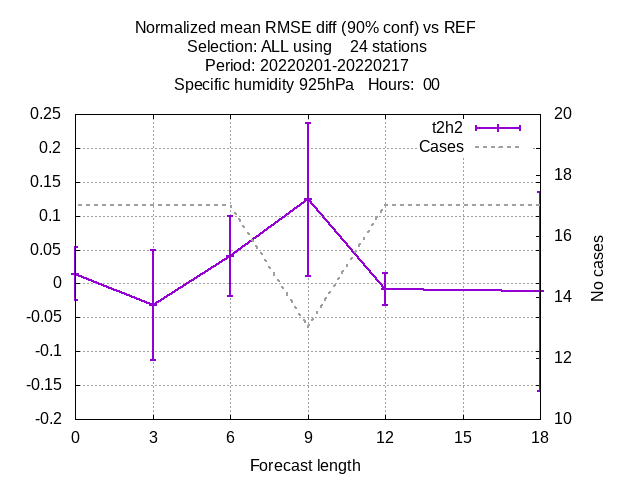 Normalized mean RMSE diff (90% conf) vs REF
Selection: ALL using    24 stations
Period: 20220201-20220217
Specific humidity 925hPa   Hours:  00
0.25
0.2
0.15
0.1
0.05
0
-0.05
-0.1
-0.15
-0.2
t2h2
Cases
20
18
16
14
12
10
No cases
0 3 6 9 12 15 18
Forecast length